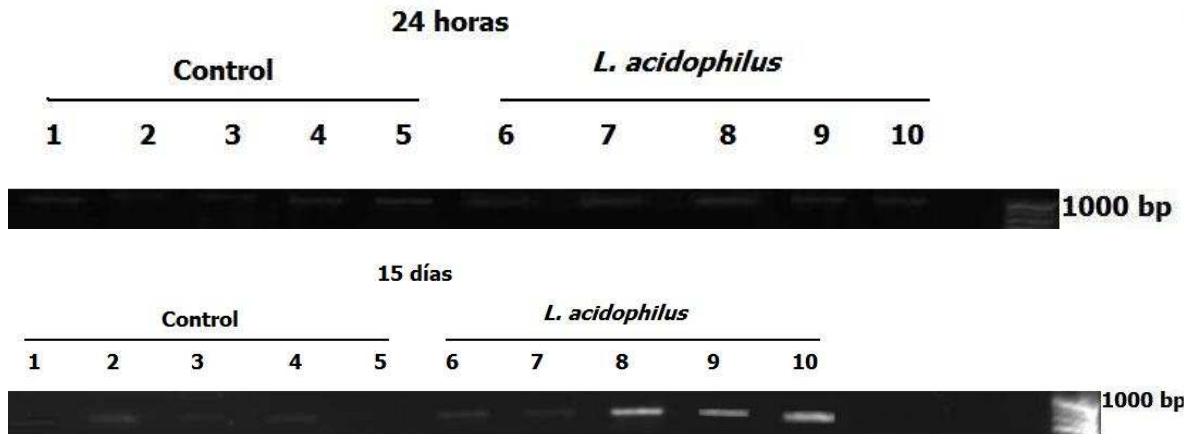 24 horas
Control L. acidophilus
1 2 3 4 5 6 7 8 9 10
1000 bp
15 días
Control L. acidophilus
1 2 3 4 5 6 7 8 9 10
1000 bp